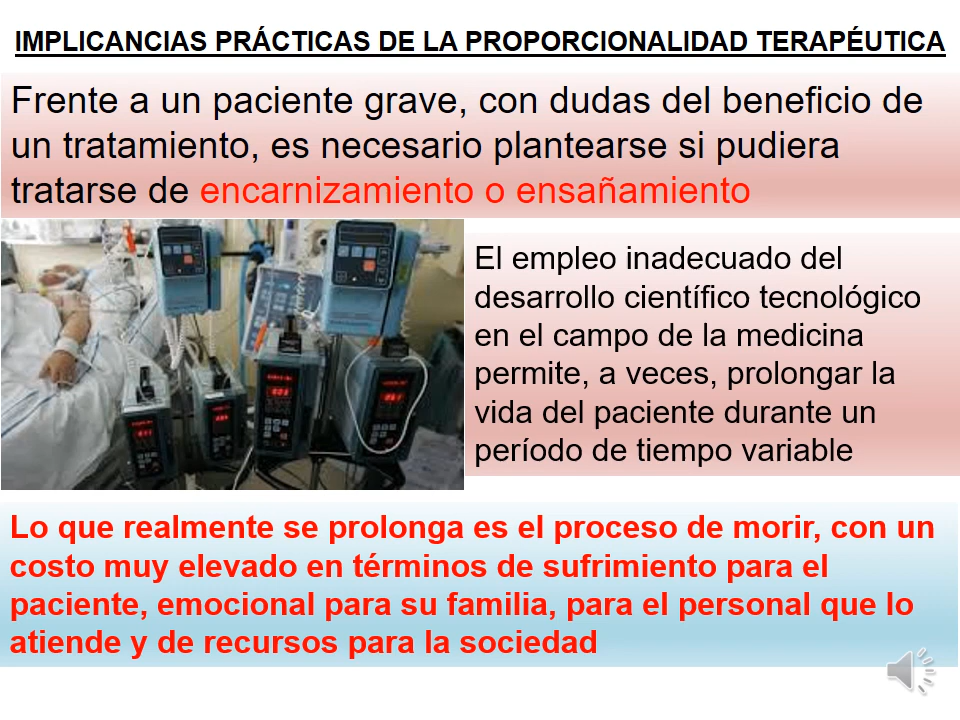 IMPLICANCIAS PRÁCTICAS DE LA PROPORCIONALIDAD TERAPÉUTICA
Frente a un paciente grave, con dudas del beneficio de
un tratamiento, es necesario plantearse si pudiera
tratarse de encarnizamiento o ensañamiento
El empleo inadecuado del
desarrollo científico tecnológico
en el campo de la medicina
permite, a veces, prolongar la
vida del paciente durante un
período de tiempo variable
Lo que realmente se prolonga es el proceso de morir, con un
costo muy elevado en términos de sufrimiento para el
paciente, emocional para su familia, para el personal que lo
atiende y de recursos para la sociedad